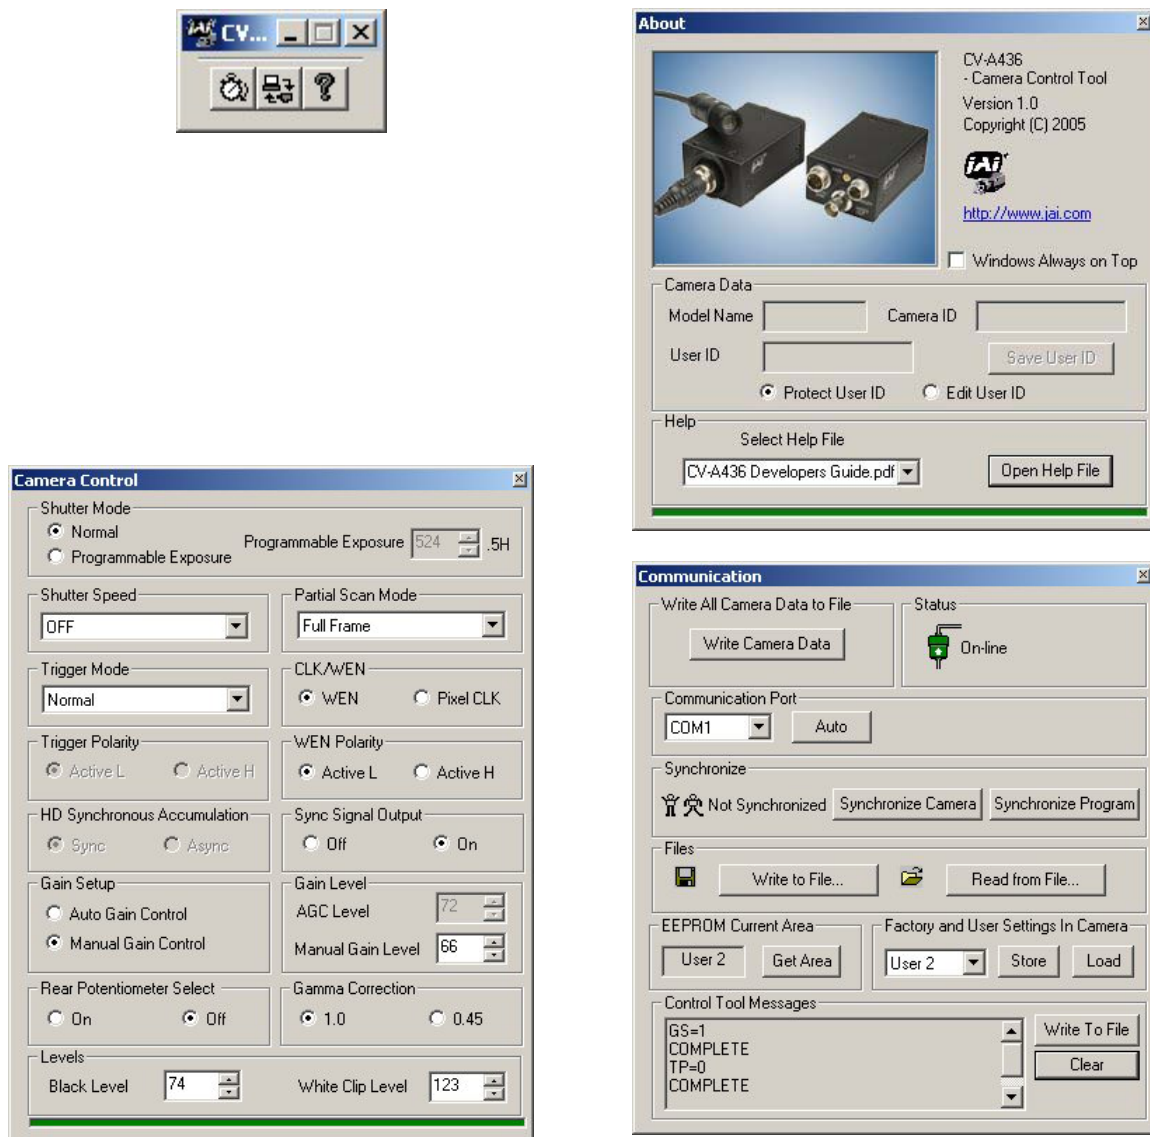 CV...
About
CV-A436
- Camera Control Tool
Version 1.0
Copyright (C) 2005
JAi
JAi
http://www.jai.com
Windows Always on Top
Camera Data
Model Name Camera ID
User ID Save User ID
Protect User ID Edit User ID
Help
Select Help File
CV-A436 Developers Guide.pdf Open Help File
Camera Control
Shutter Mode
Normal
Programmable Exposure
Programmable Exposure 524 .5H
Shutter Speed
OFF
Partial Scan Mode
Full Frame
Trigger Mode
Normal
CLK/WEN
WEN Pixel CLK
Trigger Polarity
Active L Active H
WEN Polarity
Active L Active H
HD Synchronous Accumulation
Sync Async
Sync Signal Output
Off On
Gain Setup
Auto Gain Control
Manual Gain Control
Gain Level
AGC Level 72
Manual Gain Level 66
Rear Potentiometer Select
On Off
Gamma Correction
1.0 0.45
Levels
Black Level 74 White Clip Level 123
Communication
Write All Camera Data to File
Write Camera Data
Status
On-line
Communication Port
COM1 Auto
Synchronize
Not Synchronized Synchronize Camera Synchronize Program
Files
Write to File... Read from File...
EEPROM Current Area
User 2 Get Area
Factory and User Settings In Camera
User 2 Store Load
Control Tool Messages
GS=1
COMPLETE
TP=0
COMPLETE
Write To File
Clear